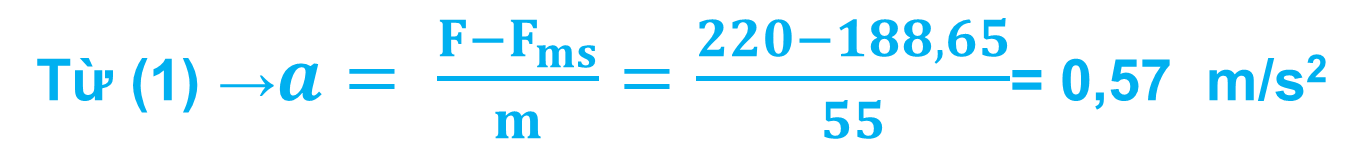 Từ (1) →a = F−Fms/m = 220−188,65/55 = 0,57 m/s²